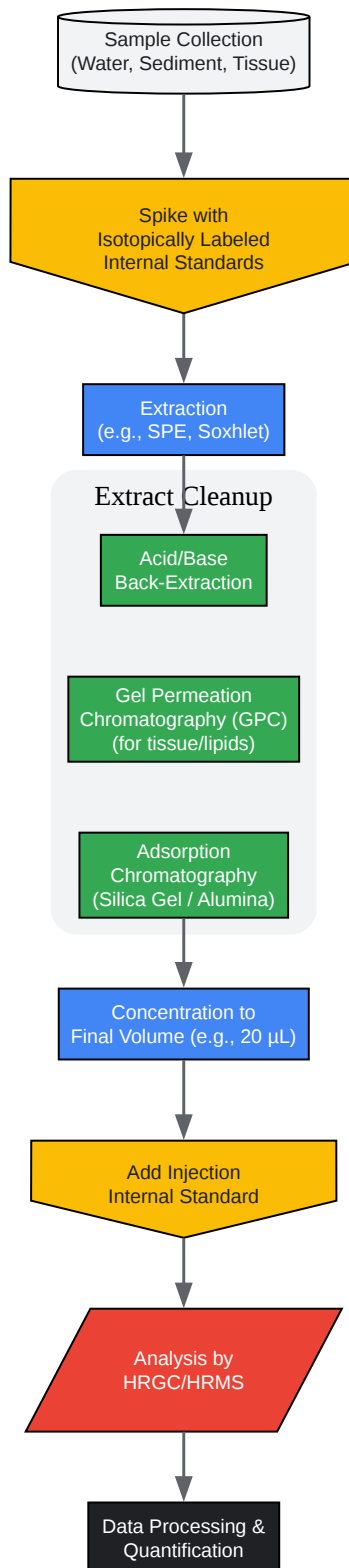 Sample Collection
(Water, Sediment, Tissue)
Spike with
Isotopically Labeled
Internal Standards
Extraction
(e.g., SPE, Soxhlet)
Extract Cleanup
Acid/Base
Back-Extraction
Gel Permeation
Chromatography (GPC)
(for tissue/lipids)
Adsorption
Chromatography
(Silica Gel / Alumina)
Concentration to
Final Volume (e.g., 20 µL)
Add Injection
Internal Standard
Analysis by
HRGC/HRMS
Data Processing &
Quantification